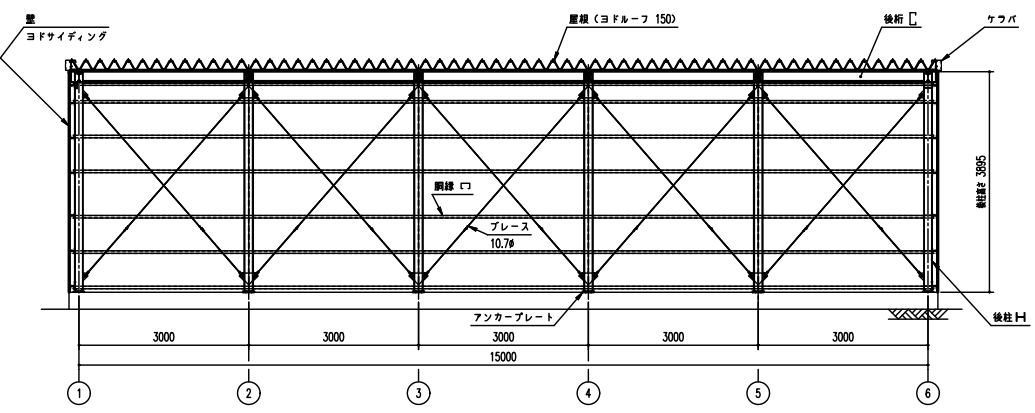 壁
ヨドサイディング
屋根（ヨドルーフ 150）
後桁
ケラバ
後柱高さ 3895
胴縁
ブレース
10.7φ
アンカープレート
後柱
3000 3000 3000 3000 3000
15000
1 2 3 4 5 6